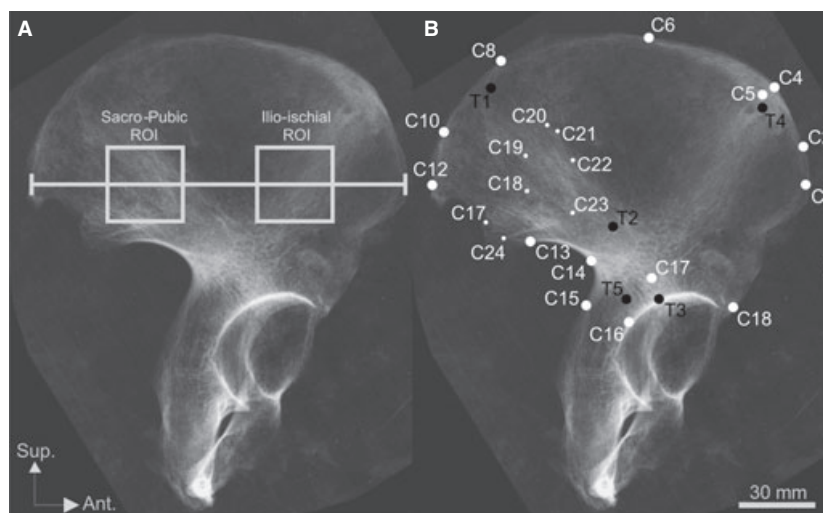 A
Sacro-Pubic
ROI
Ilio-ischial
ROI
Sup.
Ant.
B
C6
C8
C4
C5
T4
T1
C20
C21
C10
C19
C22
C12
C18
C23
C17
T2
C24
C13
C14
C17
C15
T5
T3
C16
C18
30 mm